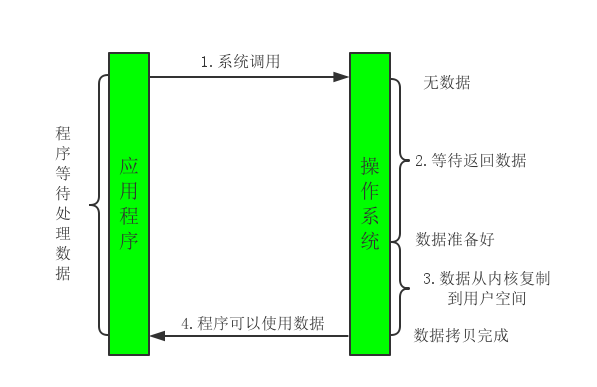 1.系统调用
无数据
程序等待处理数据
应用程序
操作系统
2.等待返回数据
数据准备好
3.数据从内核复制
到用户空间
4.程序可以使用数据
数据拷贝完成